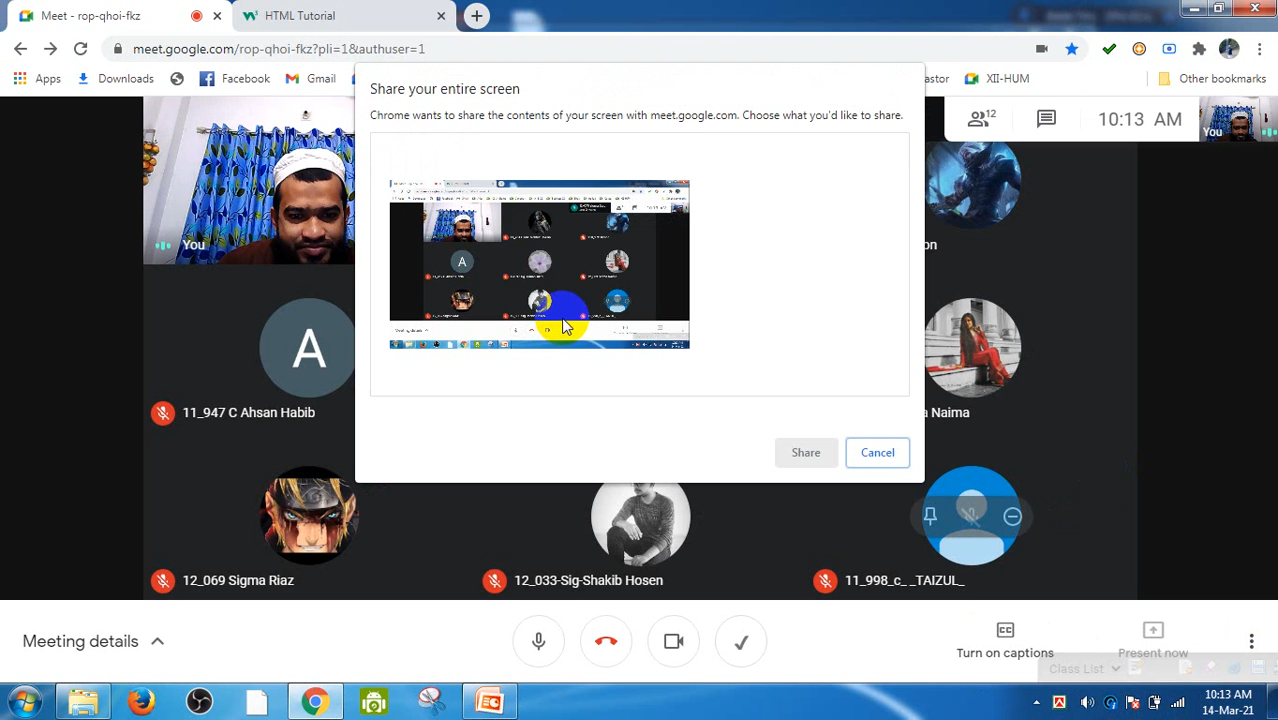 Meet - rop-qhoi-fkz
HTML Tutorial
meet.google.com/rop-qhoi-fkz?pli=1&authuser=1
Apps
Downloads
Facebook
Gmail
astor
XII-HUM
Other bookmarks
Share your entire screen
Chrome wants to share the contents of your screen with meet.google.com. Choose what you'd like to share.
12
10:13 AM
You
You
on
A
A
11_947 C Ahsan Habib
a Naima
Share
Cancel
12_069 Sigma Riaz
12_033-Sig-Shakib Hosen
11_998_c_ _TAIZUL_
Meeting details
Turn on captions
Present now
Class List
10:13 AM
14-Mar-21